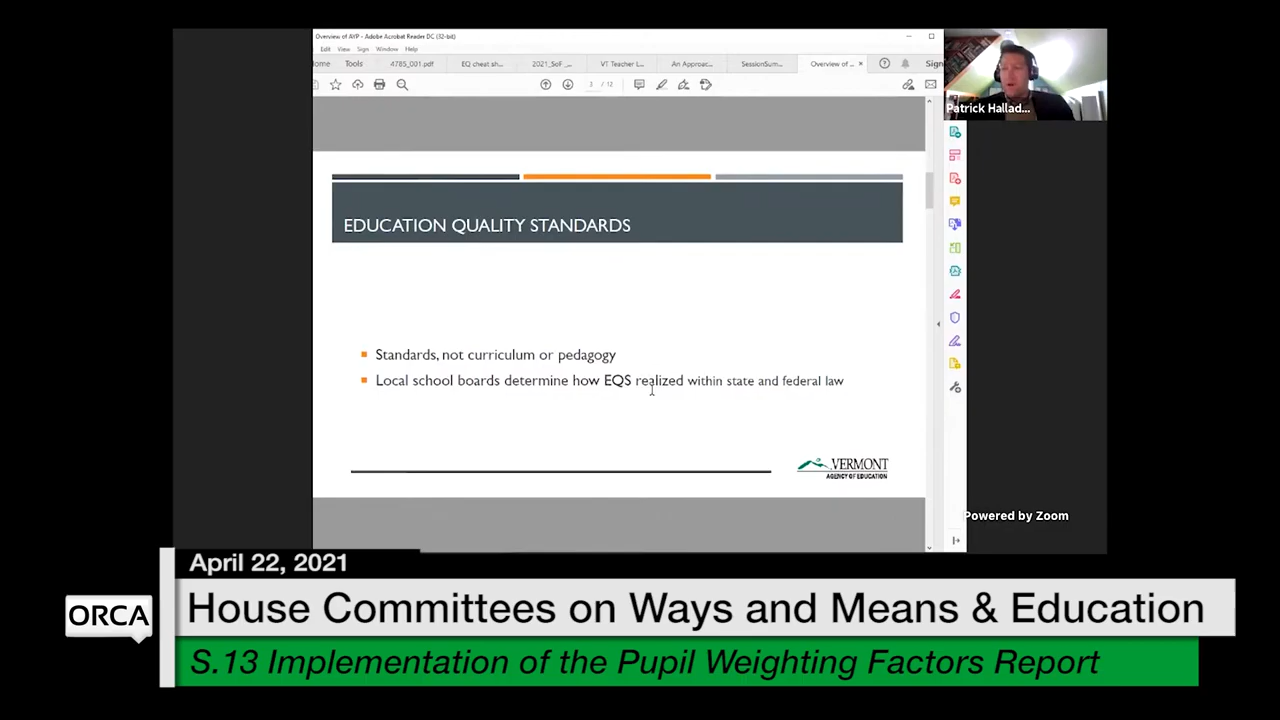 Overview of AYP - Adobe Acrobat Reader DC (32-bit)
Edit View Sign Window Help
Home Tools 4785_001.pdf EQ cheat sh... 2021_SoF _... VT Teacher L... An Approac... SessionSum... Overview of ... × Sign
3 / 12
Patrick Hallad...
EDUCATION QUALITY STANDARDS
Standards, not curriculum or pedagogy
Local school boards determine how EQS realized within state and federal law
VERMONT
AGENCY OF EDUCATION
Powered by Zoom
April 22, 2021
ORCA
House Committees on Ways and Means & Education
S.13 Implementation of the Pupil Weighting Factors Report